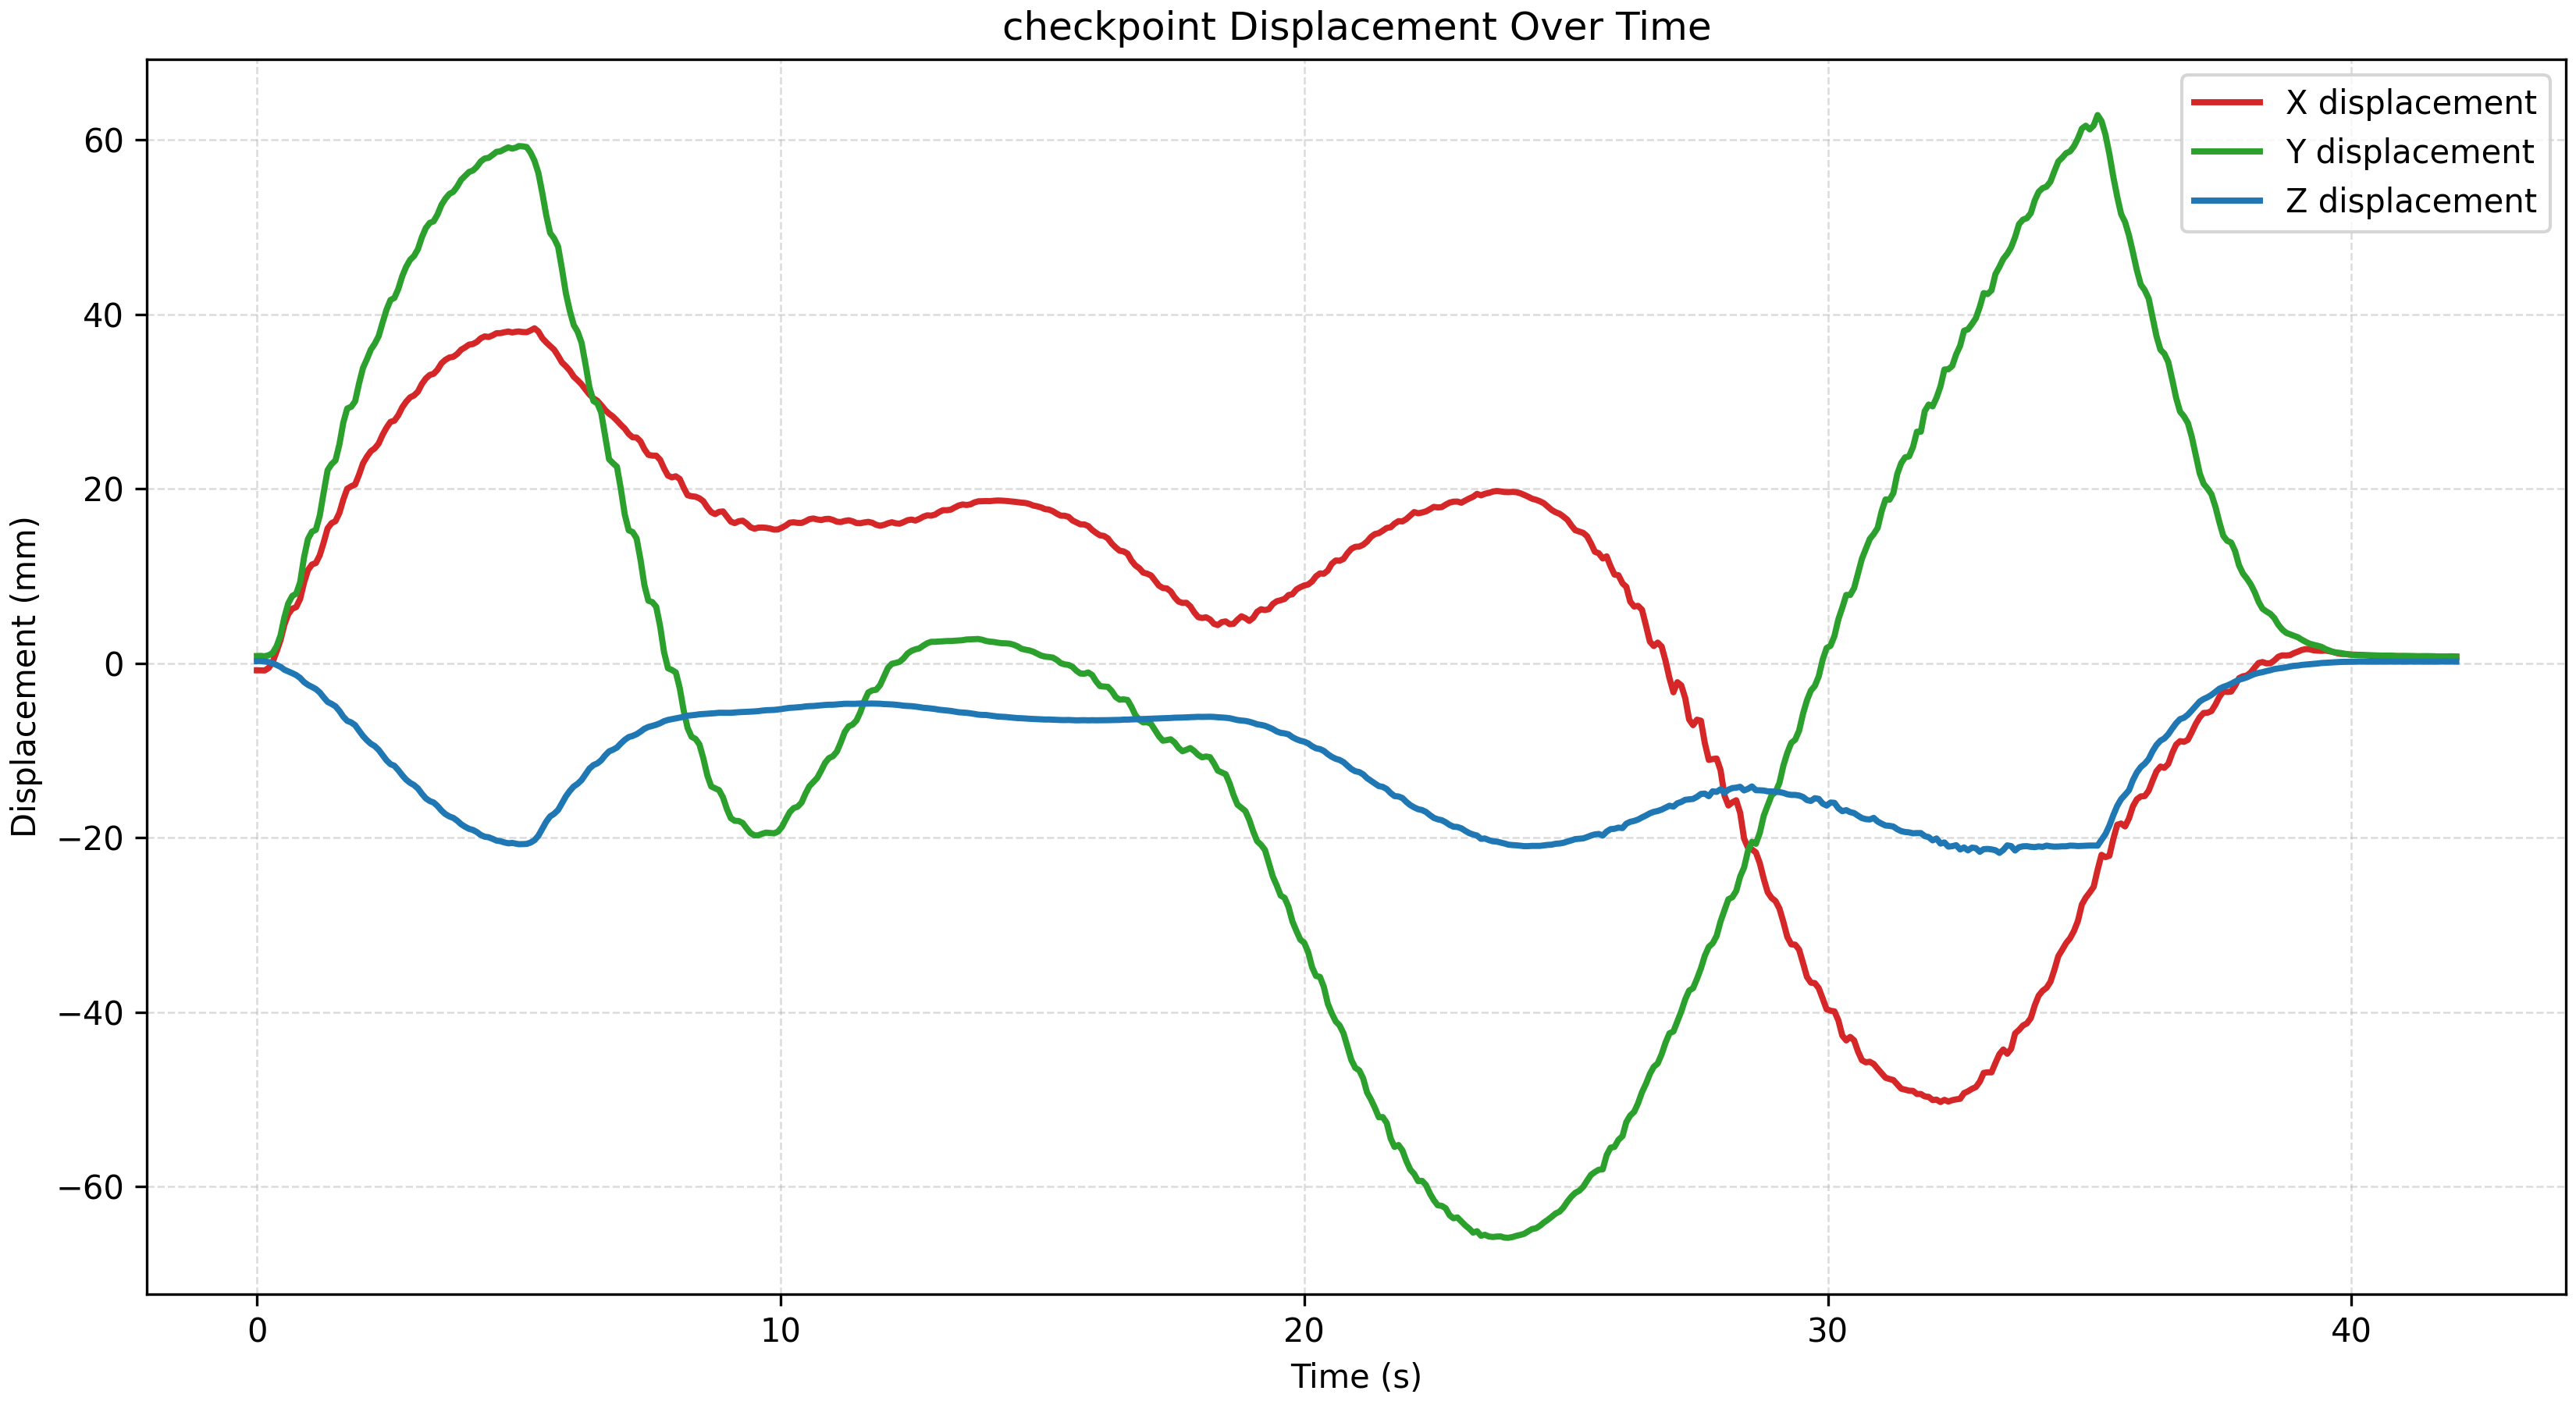 checkpoint Displacement Over Time
X displacement
Y displacement
Z displacement
Displacement (mm)
60
40
20
0
−20
−40
−60
0 10 20 30 40
Time (s)